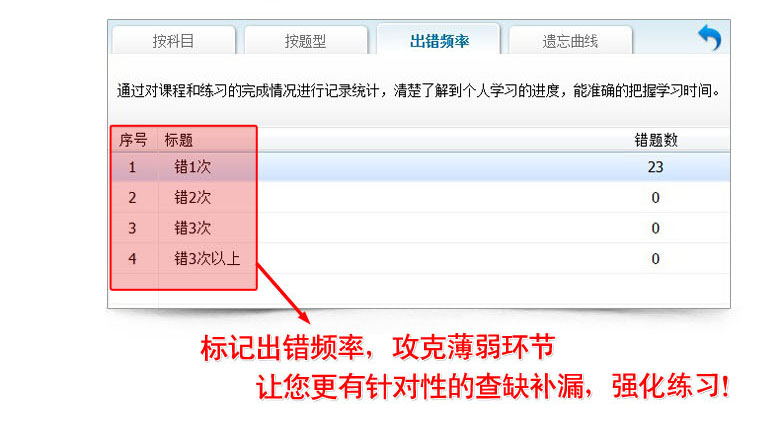 按科目 按题型 出错频率 遗忘曲线
通过对课程和练习的完成情况进行记录统计，清楚了解到个人学习的进度，能准确的把握学习时间。
序号 标题 错题数
1 错1次 23
2 错2次 0
3 错3次 0
4 错3次以上 0
标记出错频率，攻克薄弱环节
让您更有针对性的查缺补漏，强化练习!